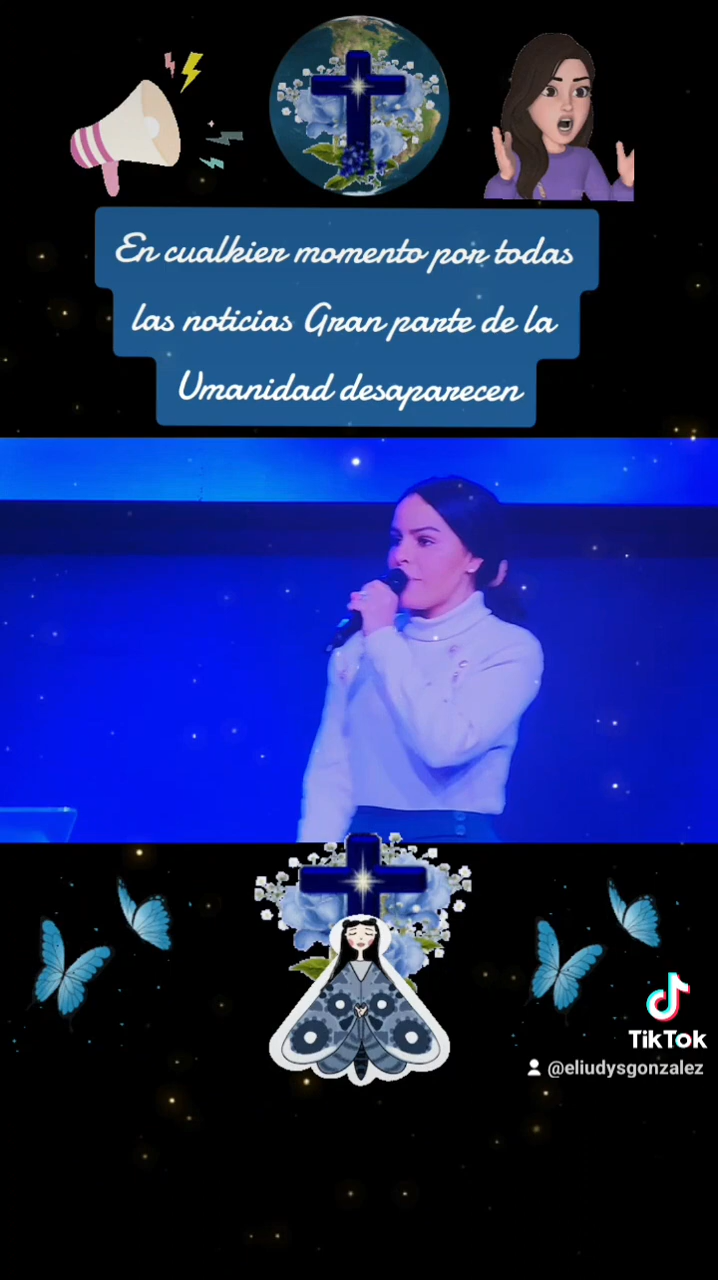 En cualkier momento por todas
las noticias Gran parte de la
Umanidad desaparecen
TikTok
@eliudysgonzalez